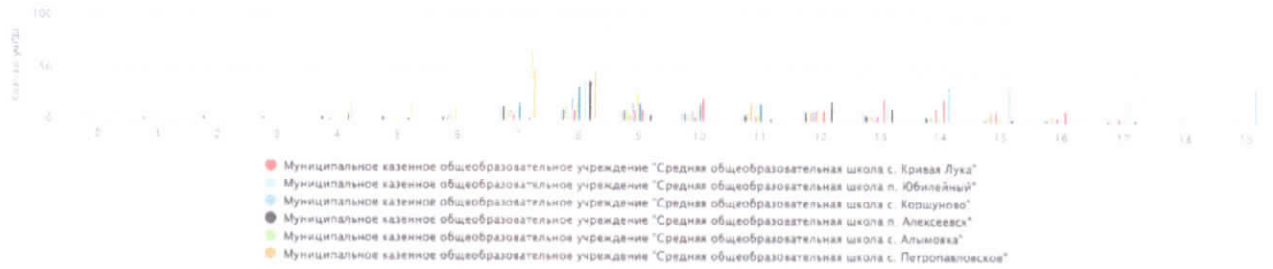 100
50
0
0 1 2 3 4 5 6 7 8 9 10 11 12 13 14 15 16 17 18 19
Муниципальное казенное общеобразовательное учреждение "Средняя общеобразовательная школа с. Кривая Лука"
Муниципальное казенное общеобразовательное учреждение "Средняя общеобразовательная школа п. Юбилейный"
Муниципальное казенное общеобразовательное учреждение "Средняя общеобразовательная школа с. Коршуново"
Муниципальное казенное общеобразовательное учреждение "Средняя общеобразовательная школа п. Алексеевск"
Муниципальное казенное общеобразовательное учреждение "Средняя общеобразовательная школа с. Алымовка"
Муниципальное казенное общеобразовательное учреждение "Средняя общеобразовательная школа с. Петропавловское"